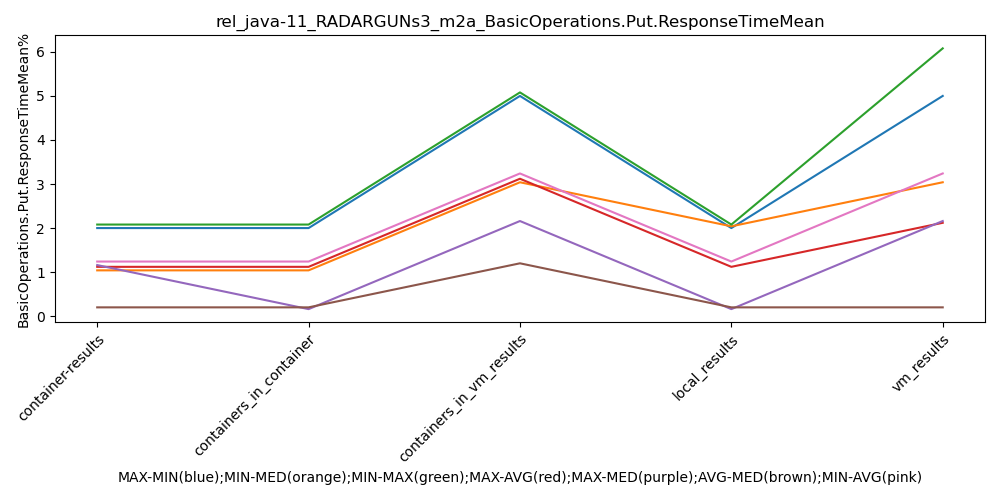 rel_java-11_RADARGUNs3_m2a_BasicOperations.Put.ResponseTimeMean
BasicOperations.Put.ResponseTimeMean%
6
5
4
3
2
1
0
container-results
containers_in_container
containers_in_vm_results
local_results
vm_results
MAX-MIN(blue);MIN-MED(orange);MIN-MAX(green);MAX-AVG(red);MAX-MED(purple);AVG-MED(brown);MIN-AVG(pink)